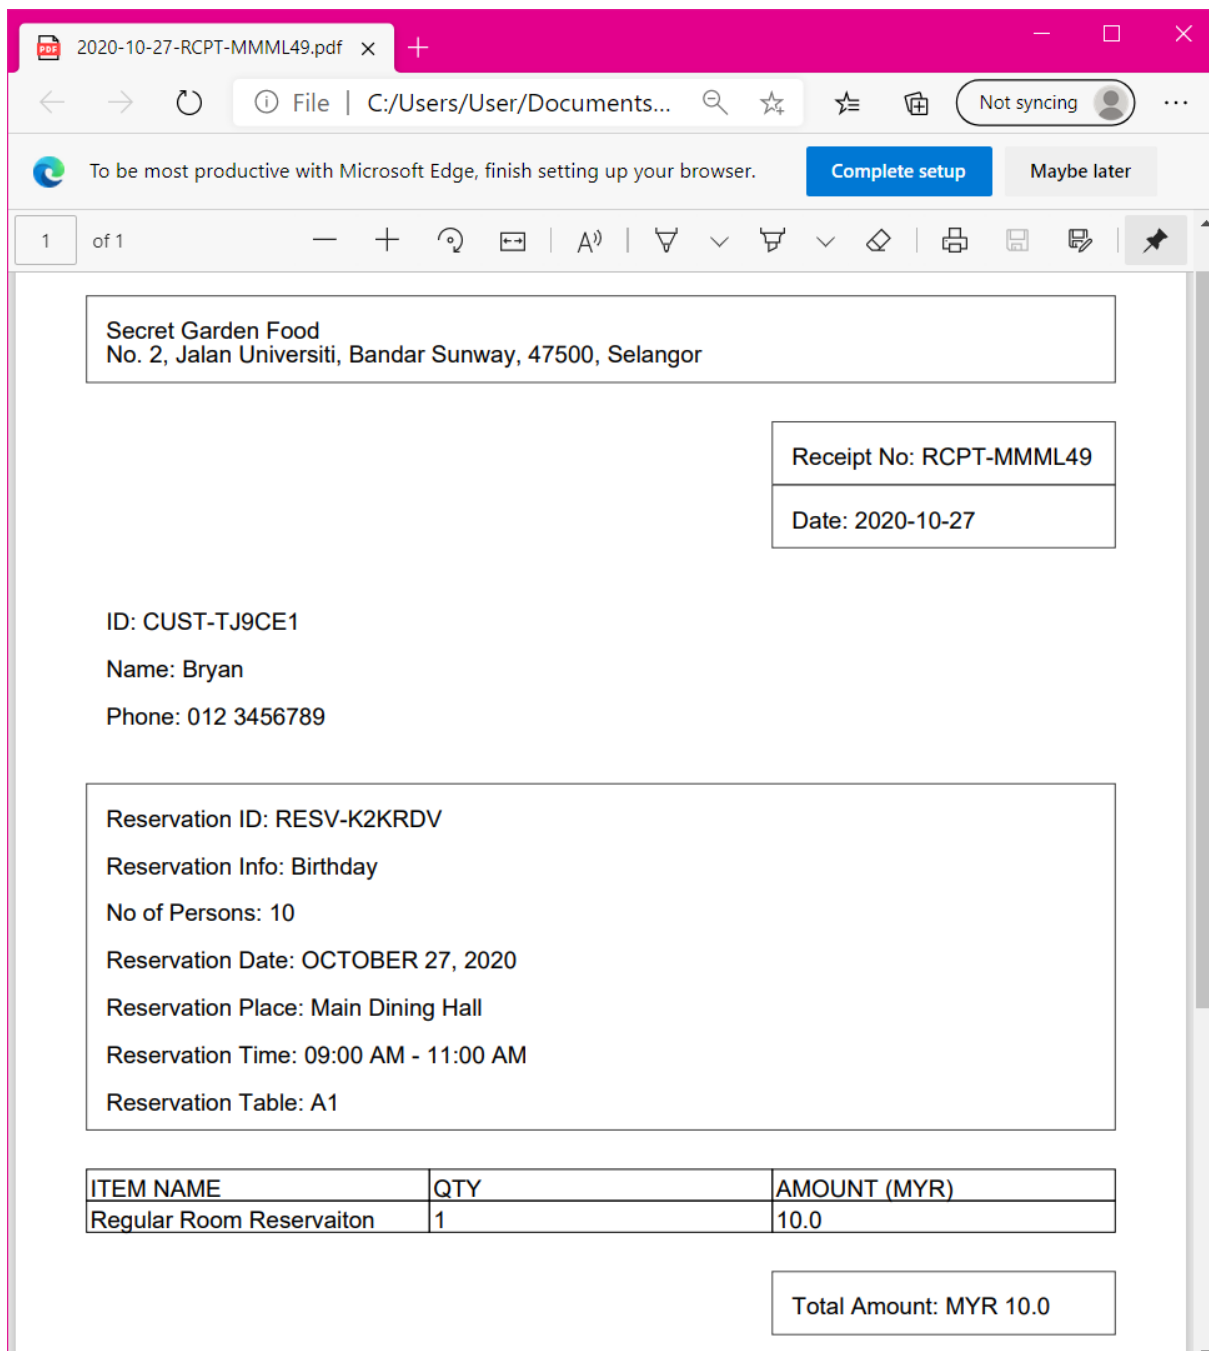 2020-10-27-RCPT-MMML49.pdf
File | C:/Users/User/Documents...
Not syncing
To be most productive with Microsoft Edge, finish setting up your browser.
Complete setup
Maybe later
1 of 1
Secret Garden Food
No. 2, Jalan Universiti, Bandar Sunway, 47500, Selangor
Receipt No: RCPT-MMML49
Date: 2020-10-27
ID: CUST-TJ9CE1
Name: Bryan
Phone: 012 3456789
Reservation ID: RESV-K2KRDV
Reservation Info: Birthday
No of Persons: 10
Reservation Date: OCTOBER 27, 2020
Reservation Place: Main Dining Hall
Reservation Time: 09:00 AM - 11:00 AM
Reservation Table: A1
ITEM NAME QTY AMOUNT (MYR)
Regular Room Reservaiton 1 10.0
Total Amount: MYR 10.0